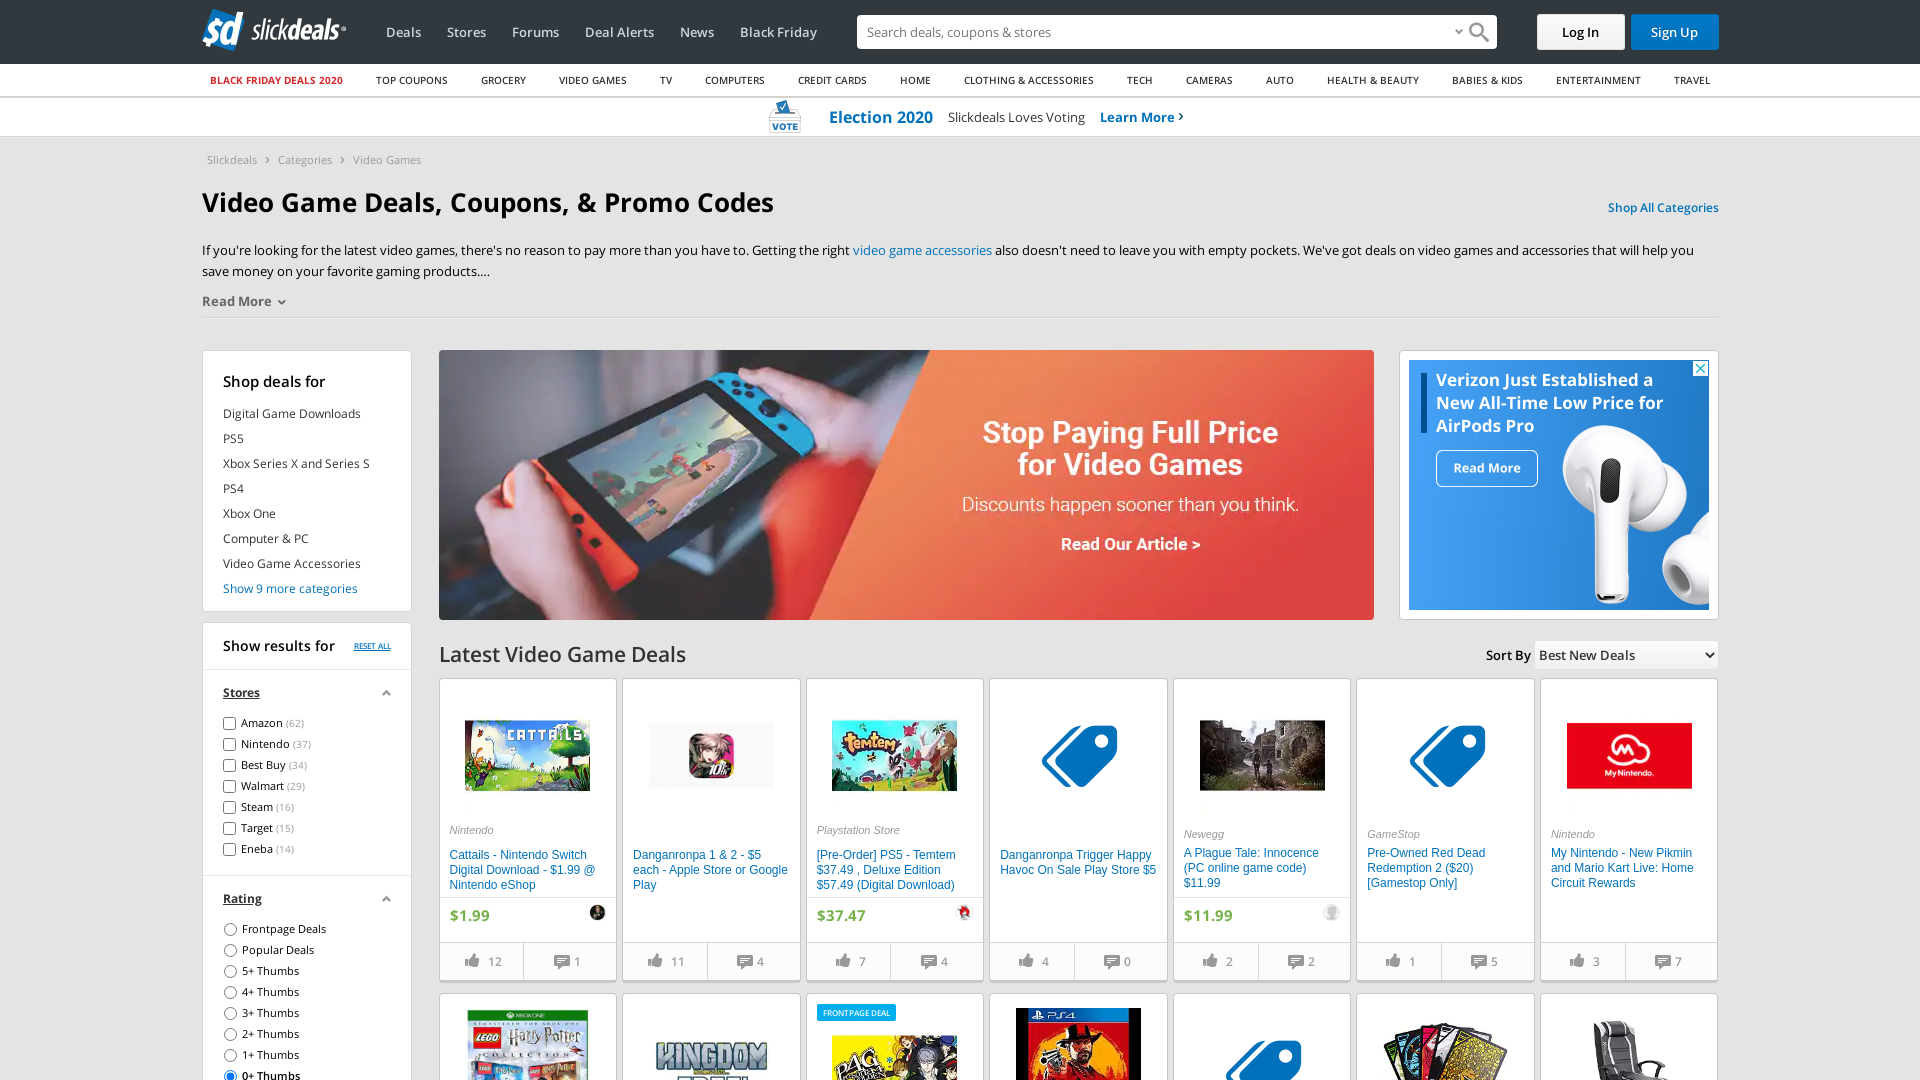 sd slickdeals
Deals
Stores
Forums
Deal Alerts
News
Black Friday
Search deals, coupons & stores
Log In
Sign Up
BLACK FRIDAY DEALS 2020
TOP COUPONS
GROCERY
VIDEO GAMES
TV
COMPUTERS
CREDIT CARDS
HOME
CLOTHING & ACCESSORIES
TECH
CAMERAS
AUTO
HEALTH & BEAUTY
BABIES & KIDS
ENTERTAINMENT
TRAVEL
VOTE
Election 2020
Slickdeals Loves Voting
Learn More
Slickdeals
Categories
Video Games
Video Game Deals, Coupons, & Promo Codes
Shop All Categories
If you're looking for the latest video games, there's no reason to pay more than you have to. Getting the right video game accessories also doesn't need to leave you with empty pockets. We've got deals on video games and accessories that will help you
save money on your favorite gaming products....
Read More
Shop deals for
Digital Game Downloads
PS5
Xbox Series X and Series S
PS4
Xbox One
Computer & PC
Video Game Accessories
Show 9 more categories
Show results for
RESET ALL
Stores
Amazon (62)
Nintendo (37)
Best Buy (34)
Walmart (29)
Steam (16)
Target (15)
Eneba (14)
Rating
Frontpage Deals
Popular Deals
5+ Thumbs
4+ Thumbs
3+ Thumbs
2+ Thumbs
1+ Thumbs
0+ Thumbs
Stop Paying Full Price
for Video Games
Discounts happen sooner than you think.
Read Our Article >
Verizon Just Established a
New All-Time Low Price for
AirPods Pro
Read More
Latest Video Game Deals
Sort By
Best New Deals
CATTAILS
Nintendo
Cattails - Nintendo Switch
Digital Download - $1.99 @
Nintendo eShop
$1.99
12
1
10th
Danganronpa 1 & 2 - $5
each - Apple Store or Google
Play
11
4
temtem
Playstation Store
[Pre-Order] PS5 - Temtem
$37.49 , Deluxe Edition
$57.49 (Digital Download)
$37.47
7
4
Danganronpa Trigger Happy
Havoc On Sale Play Store $5
4
0
Newegg
A Plague Tale: Innocence
(PC online game code)
$11.99
$11.99
2
2
GameStop
Pre-Owned Red Dead
Redemption 2 ($20)
[Gamestop Only]
1
5
My Nintendo.
Nintendo
My Nintendo - New Pikmin
and Mario Kart Live: Home
Circuit Rewards
3
7
XBOX ONE
LEGO Harry Potter
COLLECTION
KINGDOM
FRONTPAGE DEAL
P4G
PS4